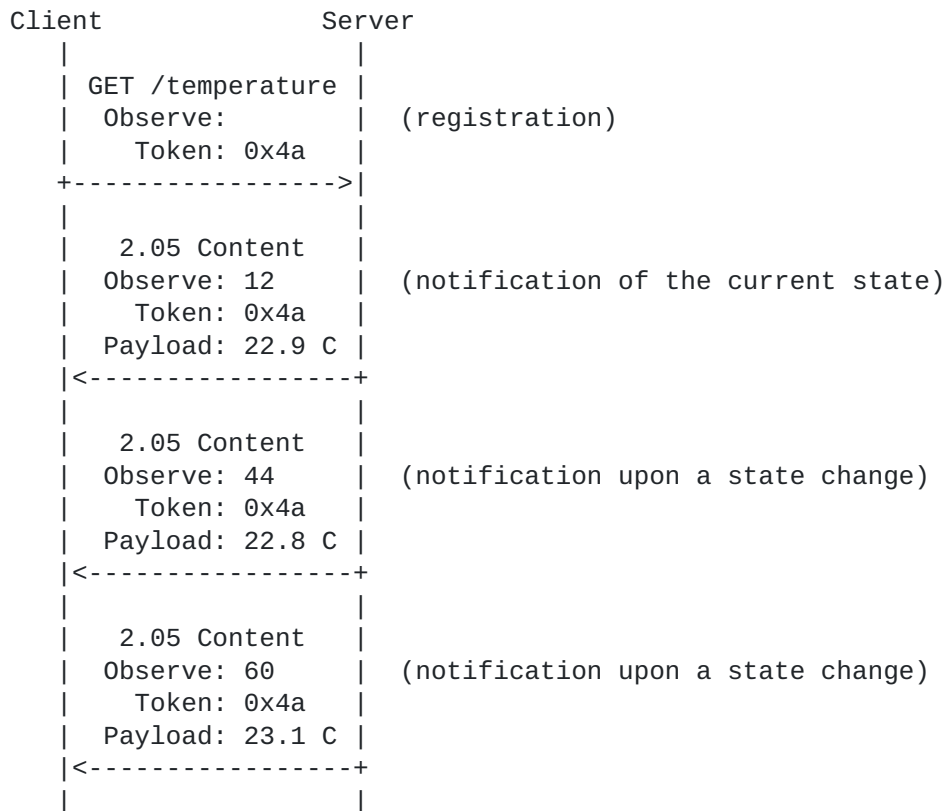 Client              Server
   |                  |
   | GET /temperature |
   |  Observe:        |  (registration)
   |    Token: 0x4a   |
   +----------------->|
   |                  |
   |   2.05 Content   |
   |  Observe: 12     |  (notification of the current state)
   |    Token: 0x4a   |
   |  Payload: 22.9 C |
   |<-----------------+
   |                  |
   |   2.05 Content   |
   |  Observe: 44     |  (notification upon a state change)
   |    Token: 0x4a   |
   |  Payload: 22.8 C |
   |<-----------------+
   |                  |
   |   2.05 Content   |
   |  Observe: 60     |  (notification upon a state change)
   |    Token: 0x4a   |
   |  Payload: 23.1 C |
   |<-----------------+
   |                  |